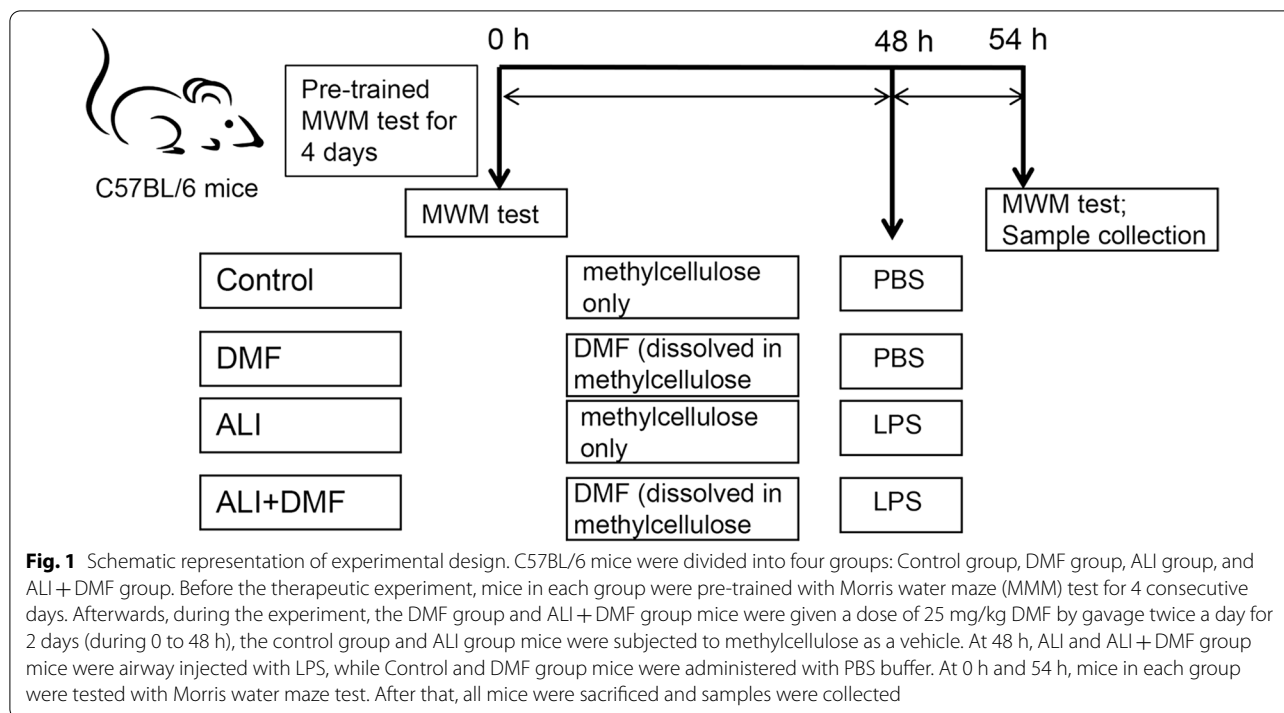 0 h
48 h
54 h
Pre-trained
MWM test for
4 days
C57BL/6 mice
MWM test
MWM test;
Sample collection
Control
methylcellulose
only
PBS
DMF
DMF (dissolved in
methylcellulose
PBS
ALI
methylcellulose
only
LPS
ALI+DMF
DMF (dissolved in
methylcellulose
LPS
Fig. 1 Schematic representation of experimental design. C57BL/6 mice were divided into four groups: Control group, DMF group, ALI group, and
ALI + DMF group. Before the therapeutic experiment, mice in each group were pre-trained with Morris water maze (MMM) test for 4 consecutive
days. Afterwards, during the experiment, the DMF group and ALI + DMF group mice were given a dose of 25 mg/kg DMF by gavage twice a day for
2 days (during 0 to 48 h), the control group and ALI group mice were subjected to methylcellulose as a vehicle. At 48 h, ALI and ALI + DMF group
mice were airway injected with LPS, while Control and DMF group mice were administered with PBS buffer. At 0 h and 54 h, mice in each group
were tested with Morris water maze test. After that, all mice were sacrificed and samples were collected